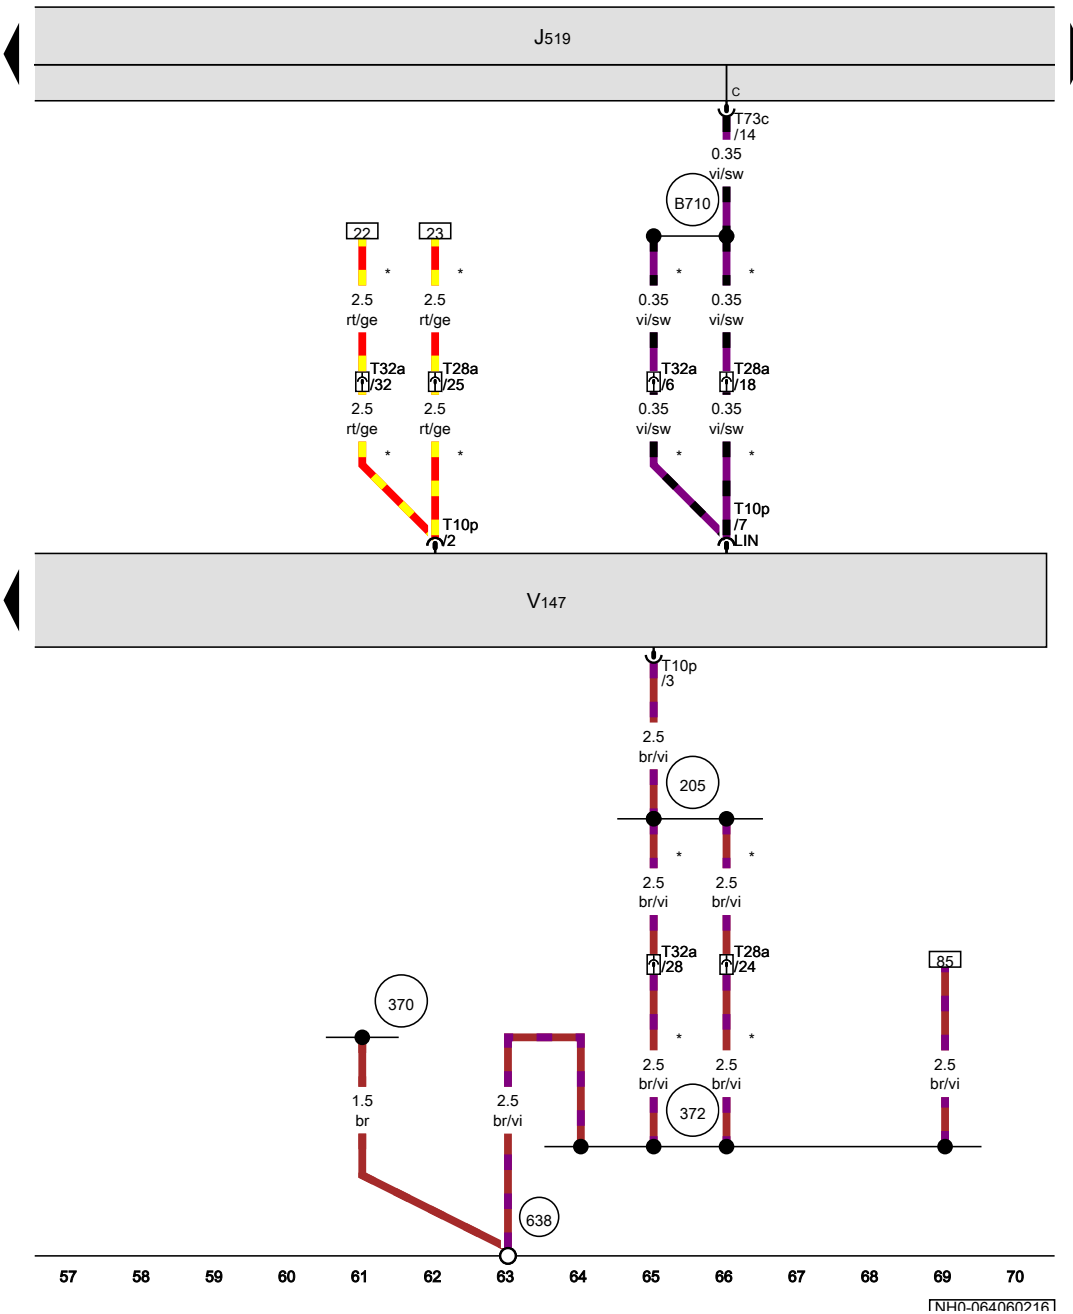 J519
c
T73c
/14
0.35
vi/sw
B710
22
23
*
*
*
*
2.5
rt/ge
2.5
rt/ge
0.35
vi/sw
0.35
vi/sw
T32a
/32
T28a
/25
T32a
/6
T28a
/18
2.5
rt/ge
2.5
rt/ge
0.35
vi/sw
0.35
vi/sw
*
*
*
*
T10p
/2
T10p
/7
LIN
V147
T10p
/3
2.5
br/vi
205
*
*
2.5
br/vi
2.5
br/vi
T32a
/28
T28a
/24
85
370
*
*
2.5
br/vi
2.5
br/vi
2.5
br/vi
1.5
br
2.5
br/vi
372
638
57 58 59 60 61 62 63 64 65 66 67 68 69 70
NH0-064060216